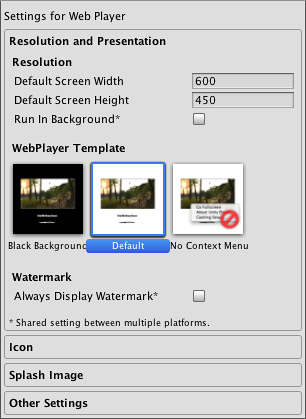 Settings for Web Player
Resolution and Presentation
Resolution
Default Screen Width 600
Default Screen Height 450
Run In Background*
WebPlayer Template
Black Background Default No Context Menu
Watermark
Always Display Watermark*
* Shared setting between multiple platforms.
Icon
Splash Image
Other Settings